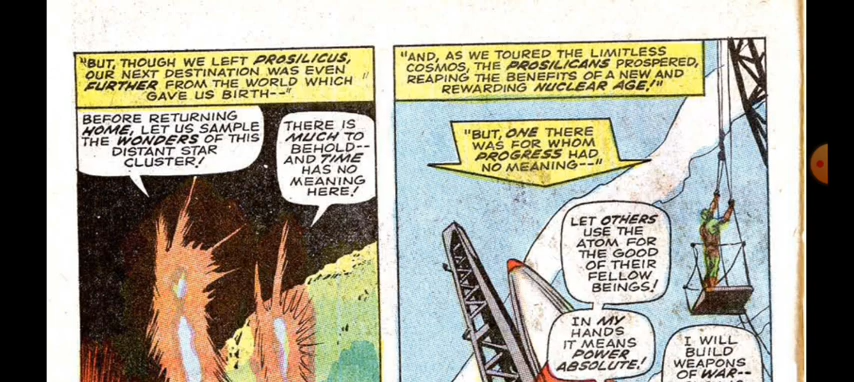 "BUT, THOUGH WE LEFT PROSILICUS,
OUR NEXT DESTINATION WAS EVEN
FURTHER FROM THE WORLD WHICH
GAVE US BIRTH--"
BEFORE RETURNING
HOME, LET US SAMPLE
THE WONDERS OF THIS
DISTANT STAR
CLUSTER!
THERE IS
MUCH TO
BEHOLD--
AND TIME
HAS NO
MEANING
HERE!
"AND, AS WE TOURED THE LIMITLESS
COSMOS, THE PROSILICANS PROSPERED,
REAPING THE BENEFITS OF A NEW AND
REWARDING NUCLEAR AGE!"
"BUT, ONE THERE
WAS FOR WHOM
PROGRESS HAD
NO MEANING--"
LET OTHERS
USE THE
ATOM FOR
THE GOOD
OF THEIR
FELLOW
BEINGS!
IN MY
HANDS
IT MEANS
POWER
ABSOLUTE!
I WILL
BUILD
WEAPONS
OF WAR--